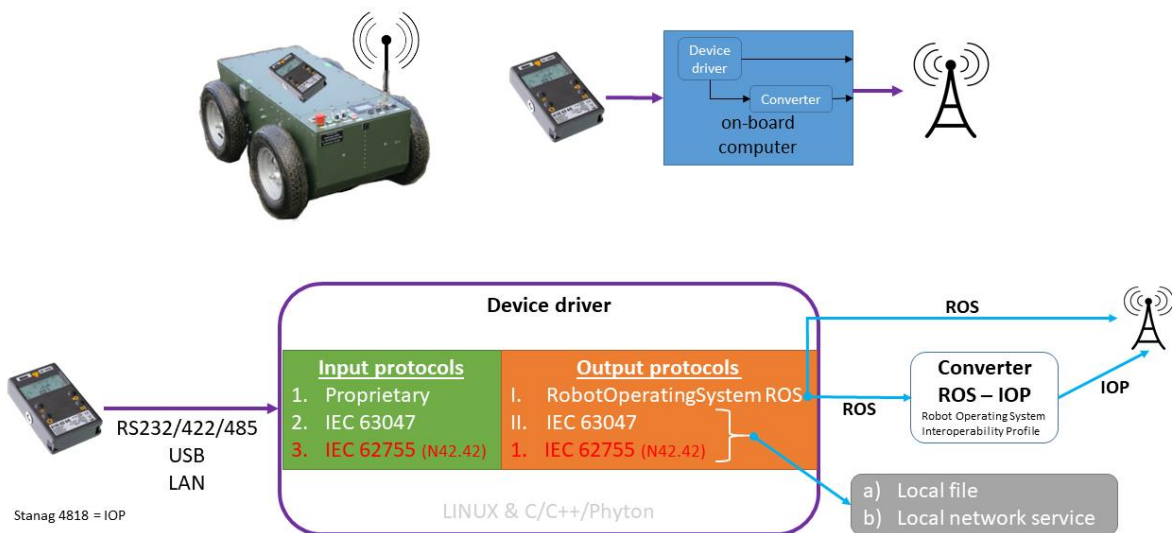 Device
driver
Converter
on-board
computer
Device driver
Input protocols
1. Proprietary
2. IEC 63047
3. IEC 62755 (N42.42)
Output protocols
I. RobotOperatingSystem ROS
II. IEC 63047
1. IEC 62755 (N42.42)
LINUX & C/C++/Phyton
RS232/422/485
USB
LAN
ROS
ROS
Converter
ROS – IOP
Robot Operating System
Interoperability Profile
IOP
a) Local file
b) Local network service
Stanag 4818 = IOP